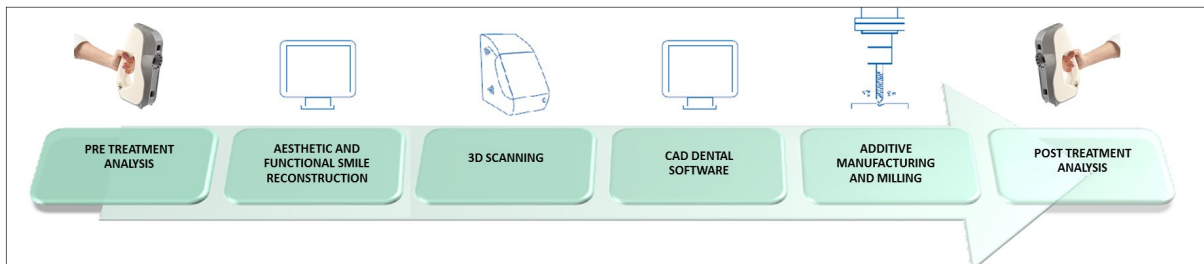 PRE TREATMENT
ANALYSIS
AESTHETIC AND
FUNCTIONAL SMILE
RECONSTRUCTION
3D SCANNING
CAD DENTAL
SOFTWARE
ADDITIVE
MANUFACTURING
AND MILLING
POST TREATMENT
ANALYSIS